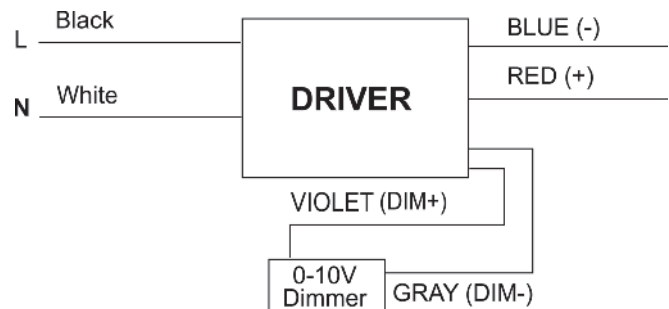 L
Black
N
White
DRIVER
BLUE (-)
RED (+)
VIOLET (DIM+)
0-10V
Dimmer
GRAY (DIM-)